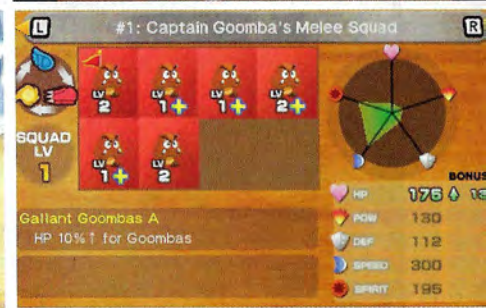 L #1: Captain Goomba's Melee Squad R
LV 2 LV 1+ LV 1+ LV 2+
SQUAD LV 1
LV 1+ LV 2
BONUS
HP 175
Gallant Goombas A
HP 10%↑ for Goombas
POW 130
DEF 112
SPEED 300
SPIRIT 195